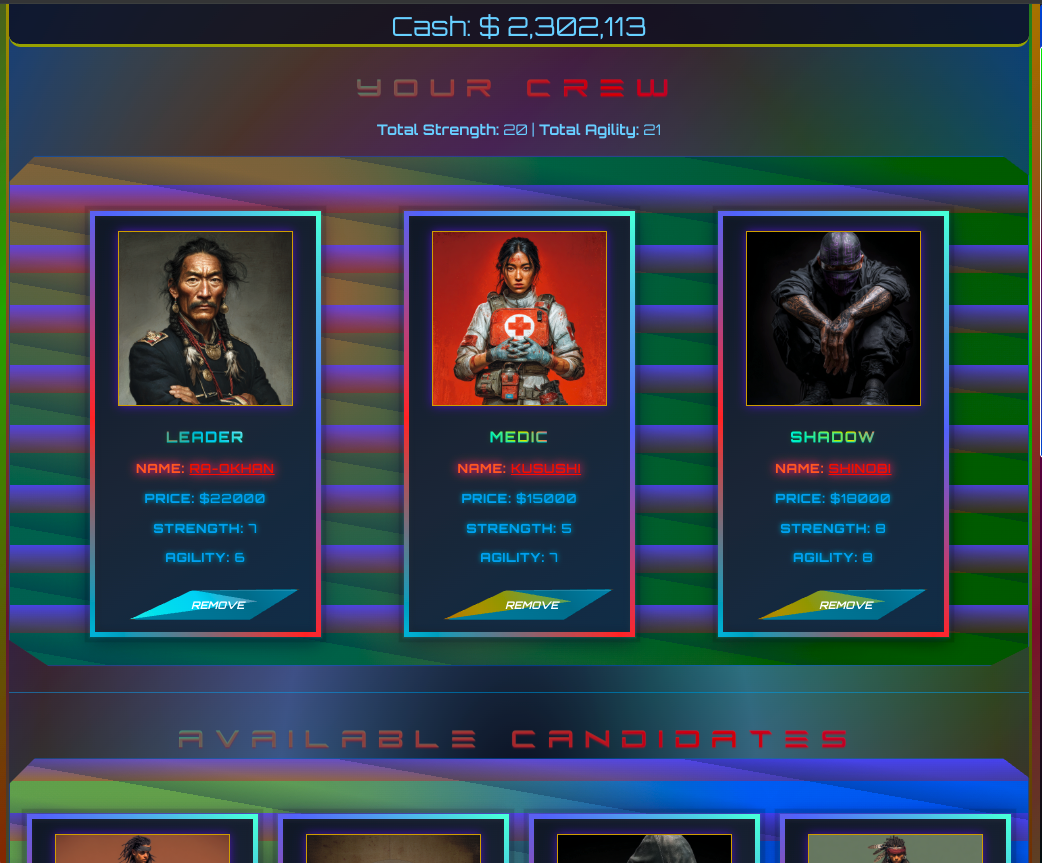 Cash: $ 2,302,113
YOUR CREW
Total Strength: 20 | Total Agility: 21
LEADER
NAME: RA-OKHAN
PRICE: $22000
STRENGTH: 7
AGILITY: 6
REMOVE
MEDIC
NAME: KUSUSHI
PRICE: $15000
STRENGTH: 5
AGILITY: 7
REMOVE
SHADOW
NAME: SHINOBI
PRICE: $18000
STRENGTH: 8
AGILITY: 8
REMOVE
AVAILABLE CANDIDATES